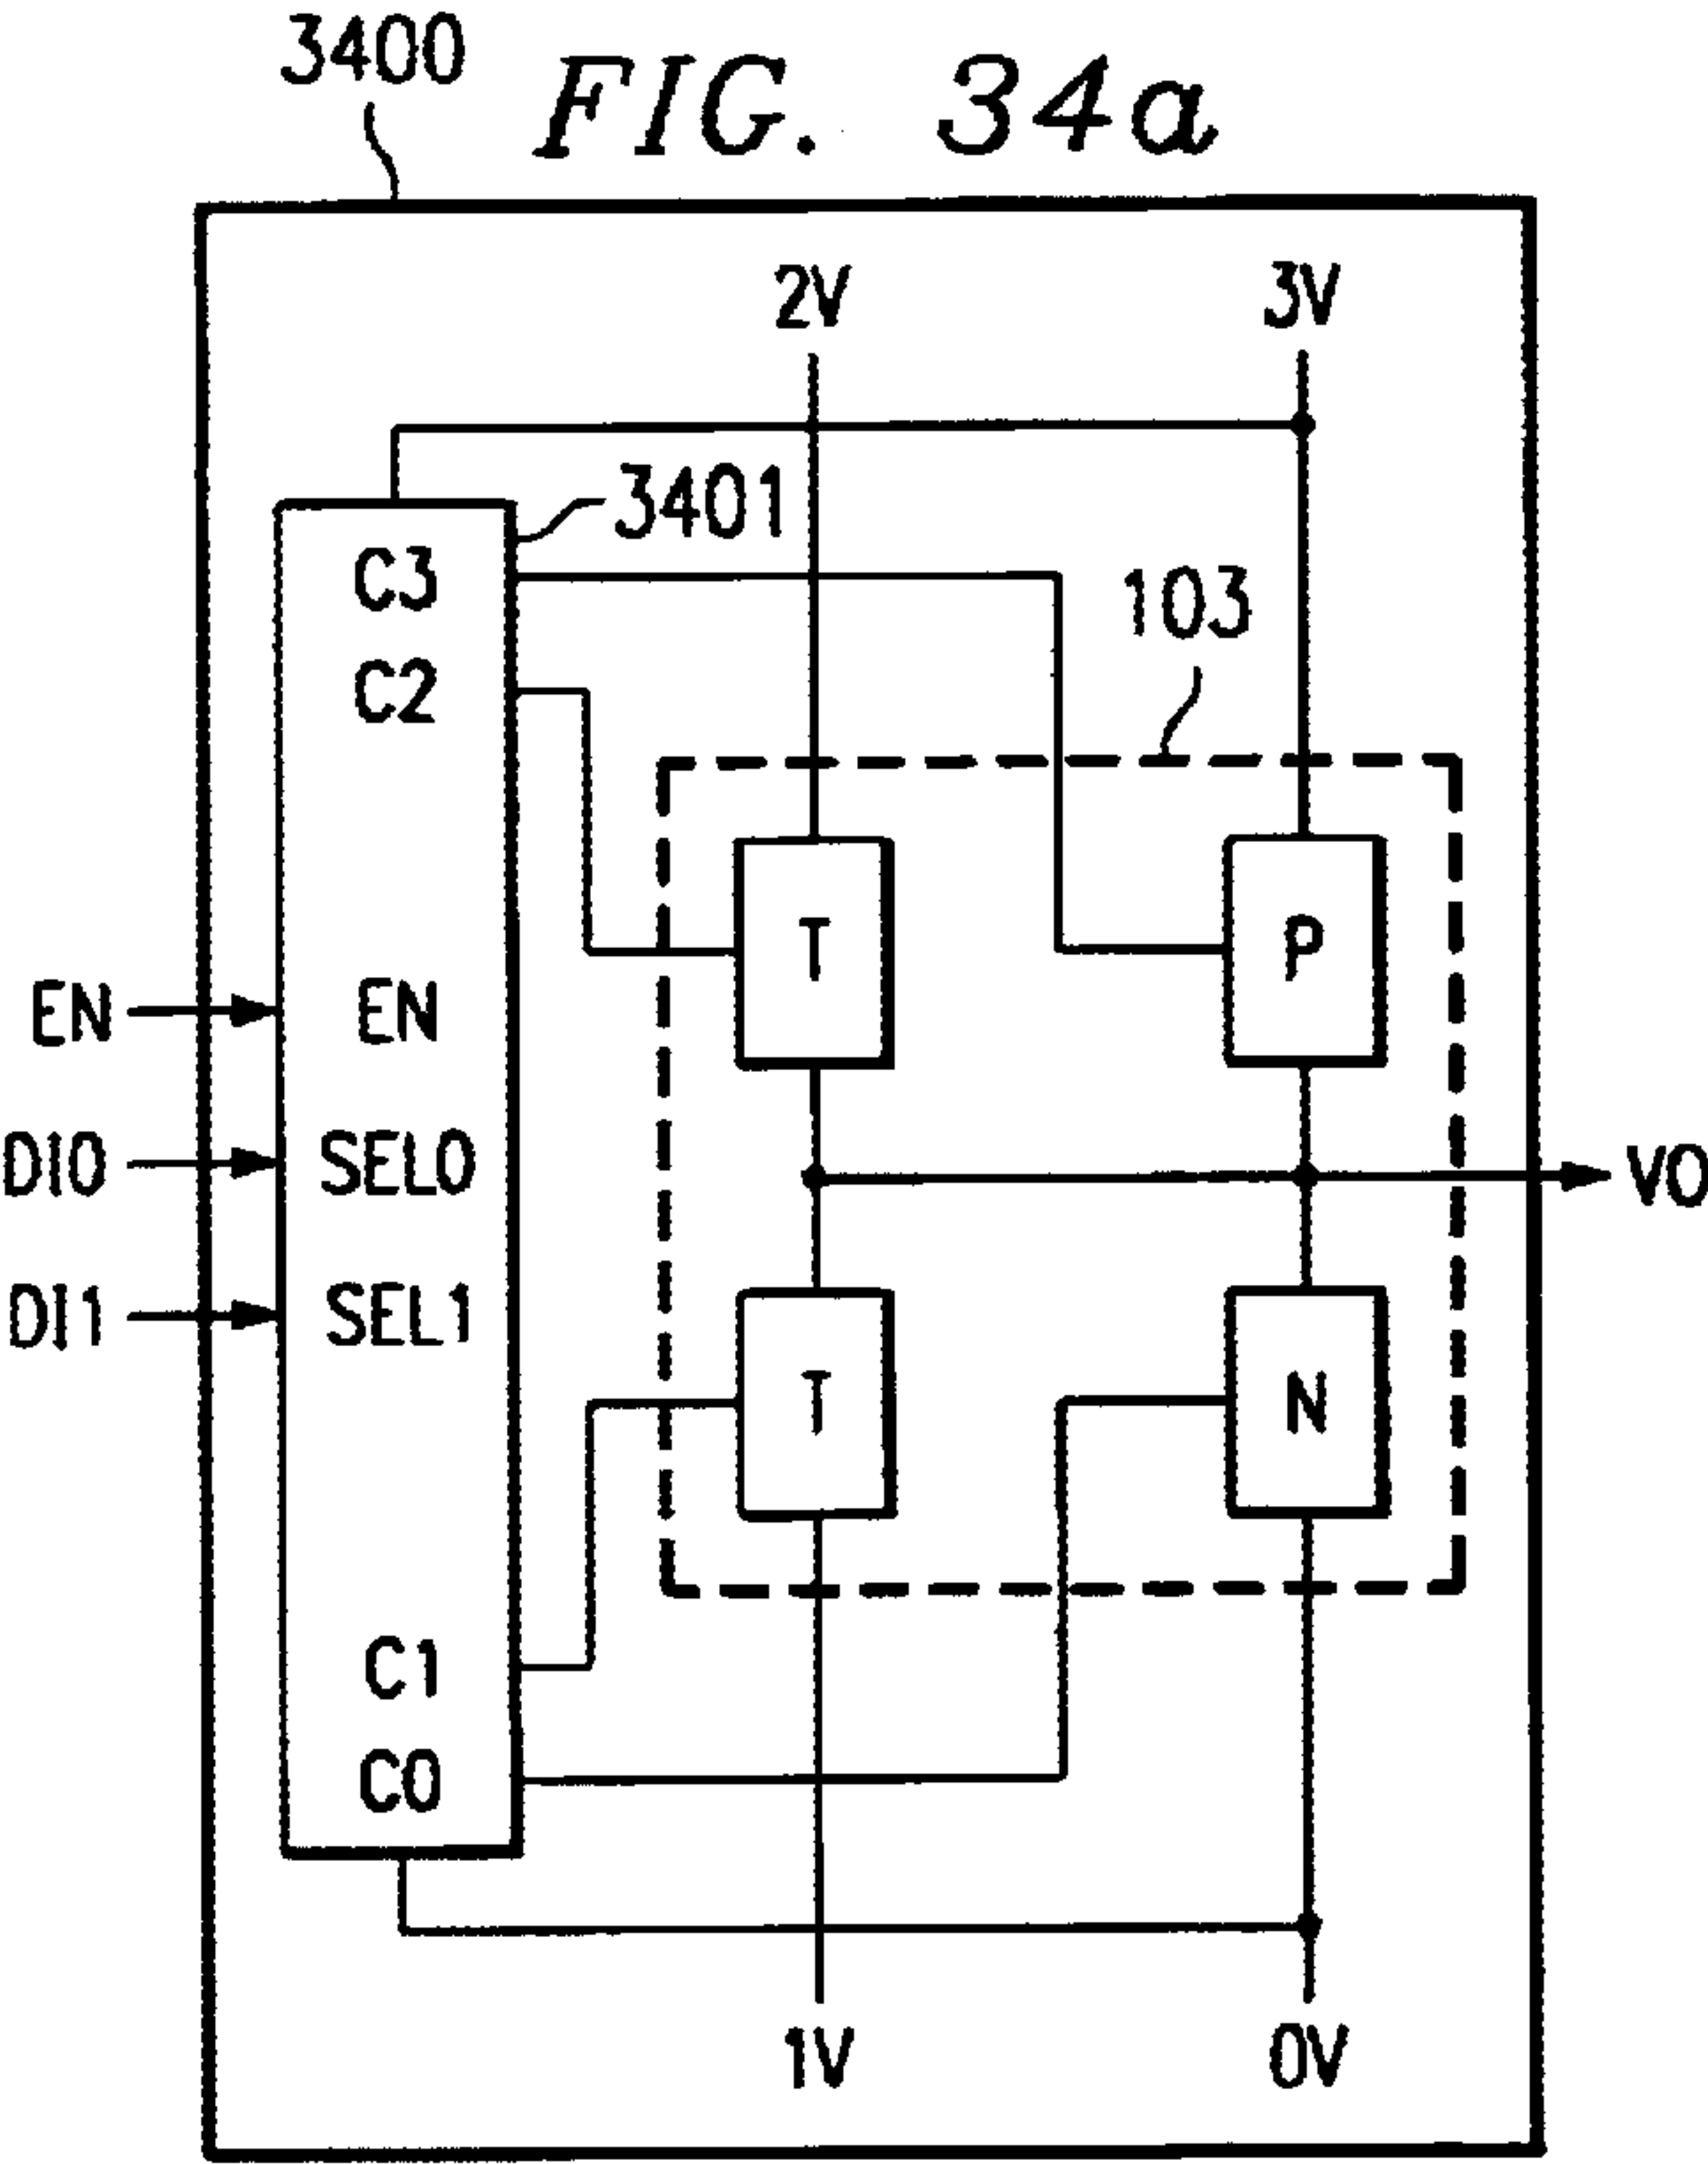 3400
FIG. 34a
2V
3V
3401
C3
103
C2
T
P
EN
EN
DI0
SEL0
VO
DI1
SEL1
T
N
C1
C0
1V
0V